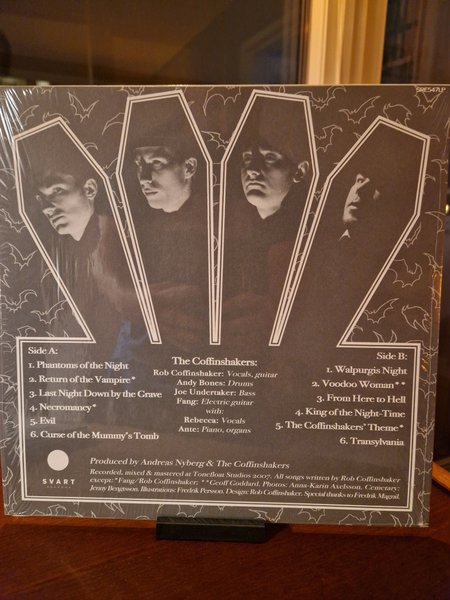 SRE547LP
Side A:
1. Phantoms of the Night
2. Return of the Vampire*
3. Last Night Down by the Grave
4. Necromancy*
5. Evil
6. Curse of the Mummy's Tomb
The Coffinshakers:
Rob Coffinshaker: Vocals, guitar
Andy Bones: Drums
Joe Undertaker: Bass
Fang: Electric guitar
with:
Rebecca: Vocals
Ante: Piano, organs
Side B:
1. Walpurgis Night
2. Voodoo Woman**
3. From Here to Hell
4. King of the Night-Time
5. The Coffinshakers' Theme*
6. Transylvania
SVART
RECORDS
Produced by Andreas Nyberg & The Coffinshakers
Recorded, mixed & mastered at Tonefloat Studios 2007. All songs written by Rob Coffinshaker
except: *Fang/Rob Coffinshaker; **Geoff Goddard. Photos: Anna-Karin Axelsson. Cemetary:
Jenny Bengtsson. Illustrations: Fredrik Persson. Design: Rob Coffinshaker. Special thanks to Fredrik